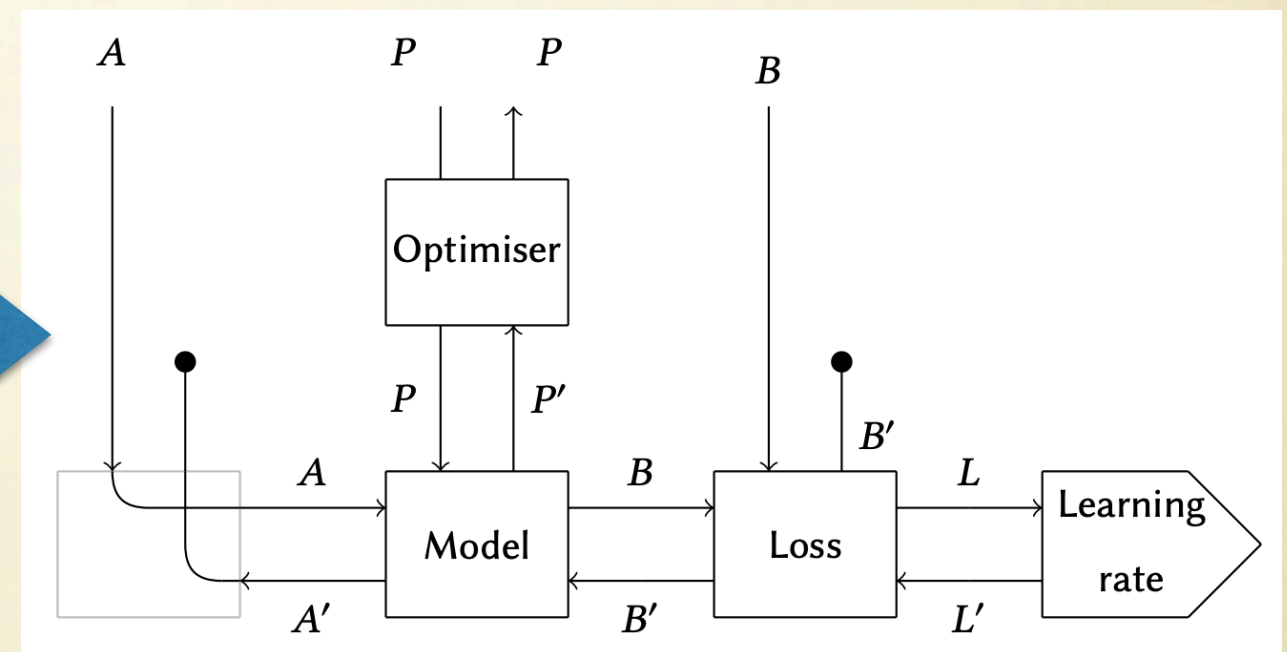 A
P
P
B
Optimiser
P
P′
B′
A
B
L
Model
Loss
Learning
rate
A′
B′
L′